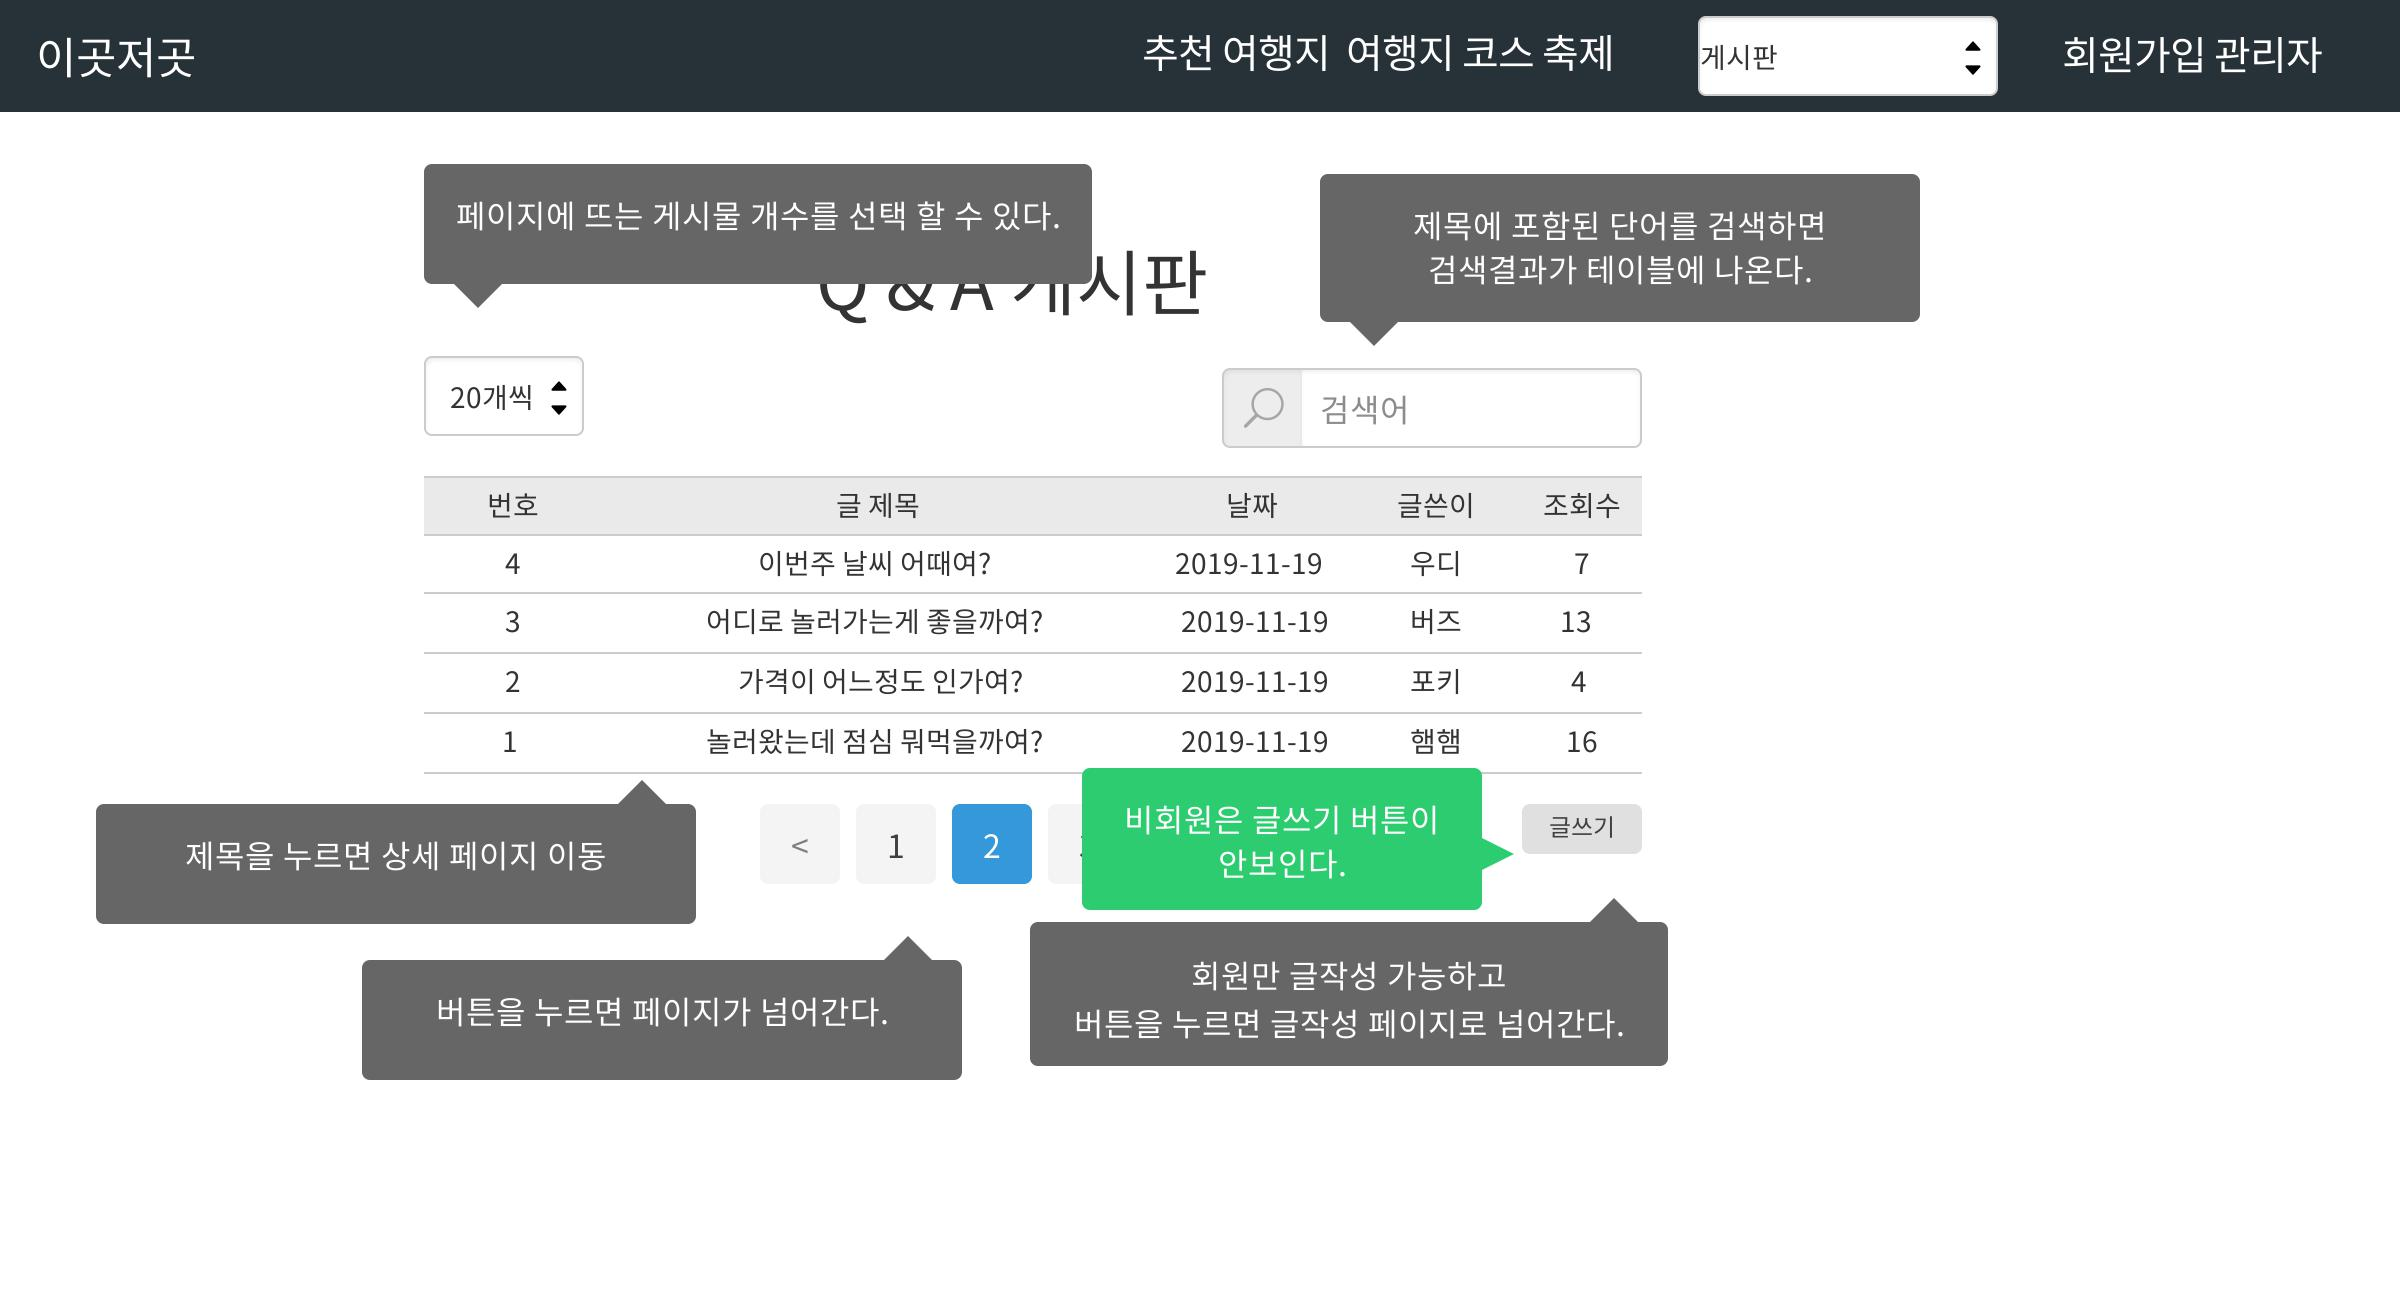 이곳저곳
추천 여행지 여행지 코스 축제
게시판
회원가입 관리자
페이지에 뜨는 게시물 개수를 선택 할 수 있다.
제목에 포함된 단어를 검색하면
검색결과가 테이블에 나온다.
Q & A 게시판
20개씩
검색어
번호 글 제목 날짜 글쓴이 조회수
4 이번주 날씨 어때여? 2019-11-19 우디 7
3 어디로 놀러가는게 좋을까여? 2019-11-19 버즈 13
2 가격이 어느정도 인가여? 2019-11-19 포키 4
1 놀러왔는데 점심 뭐먹을까여? 2019-11-19 햄햄 16
제목을 누르면 상세 페이지 이동
< 1 2
비회원은 글쓰기 버튼이
안보인다.
글쓰기
버튼을 누르면 페이지가 넘어간다.
회원만 글작성 가능하고
버튼을 누르면 글작성 페이지로 넘어간다.